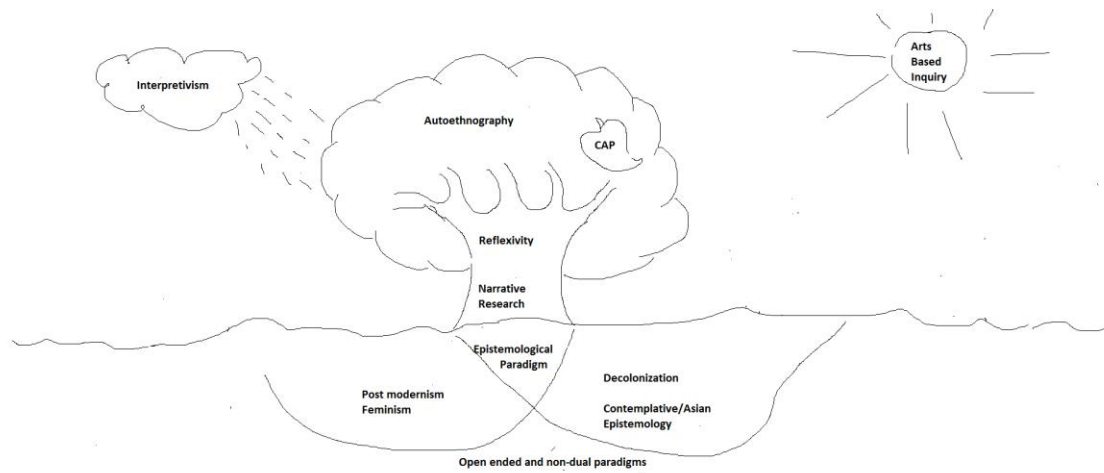 Interpretivism
Arts
Based
Inquiry
Autoethnography
CAP
Reflexivity
Narrative
Research
Epistemological
Paradigm
Post modernism
Feminism
Decolonization
Contemplative/Asian
Epistemology
Open ended and non-dual paradigms